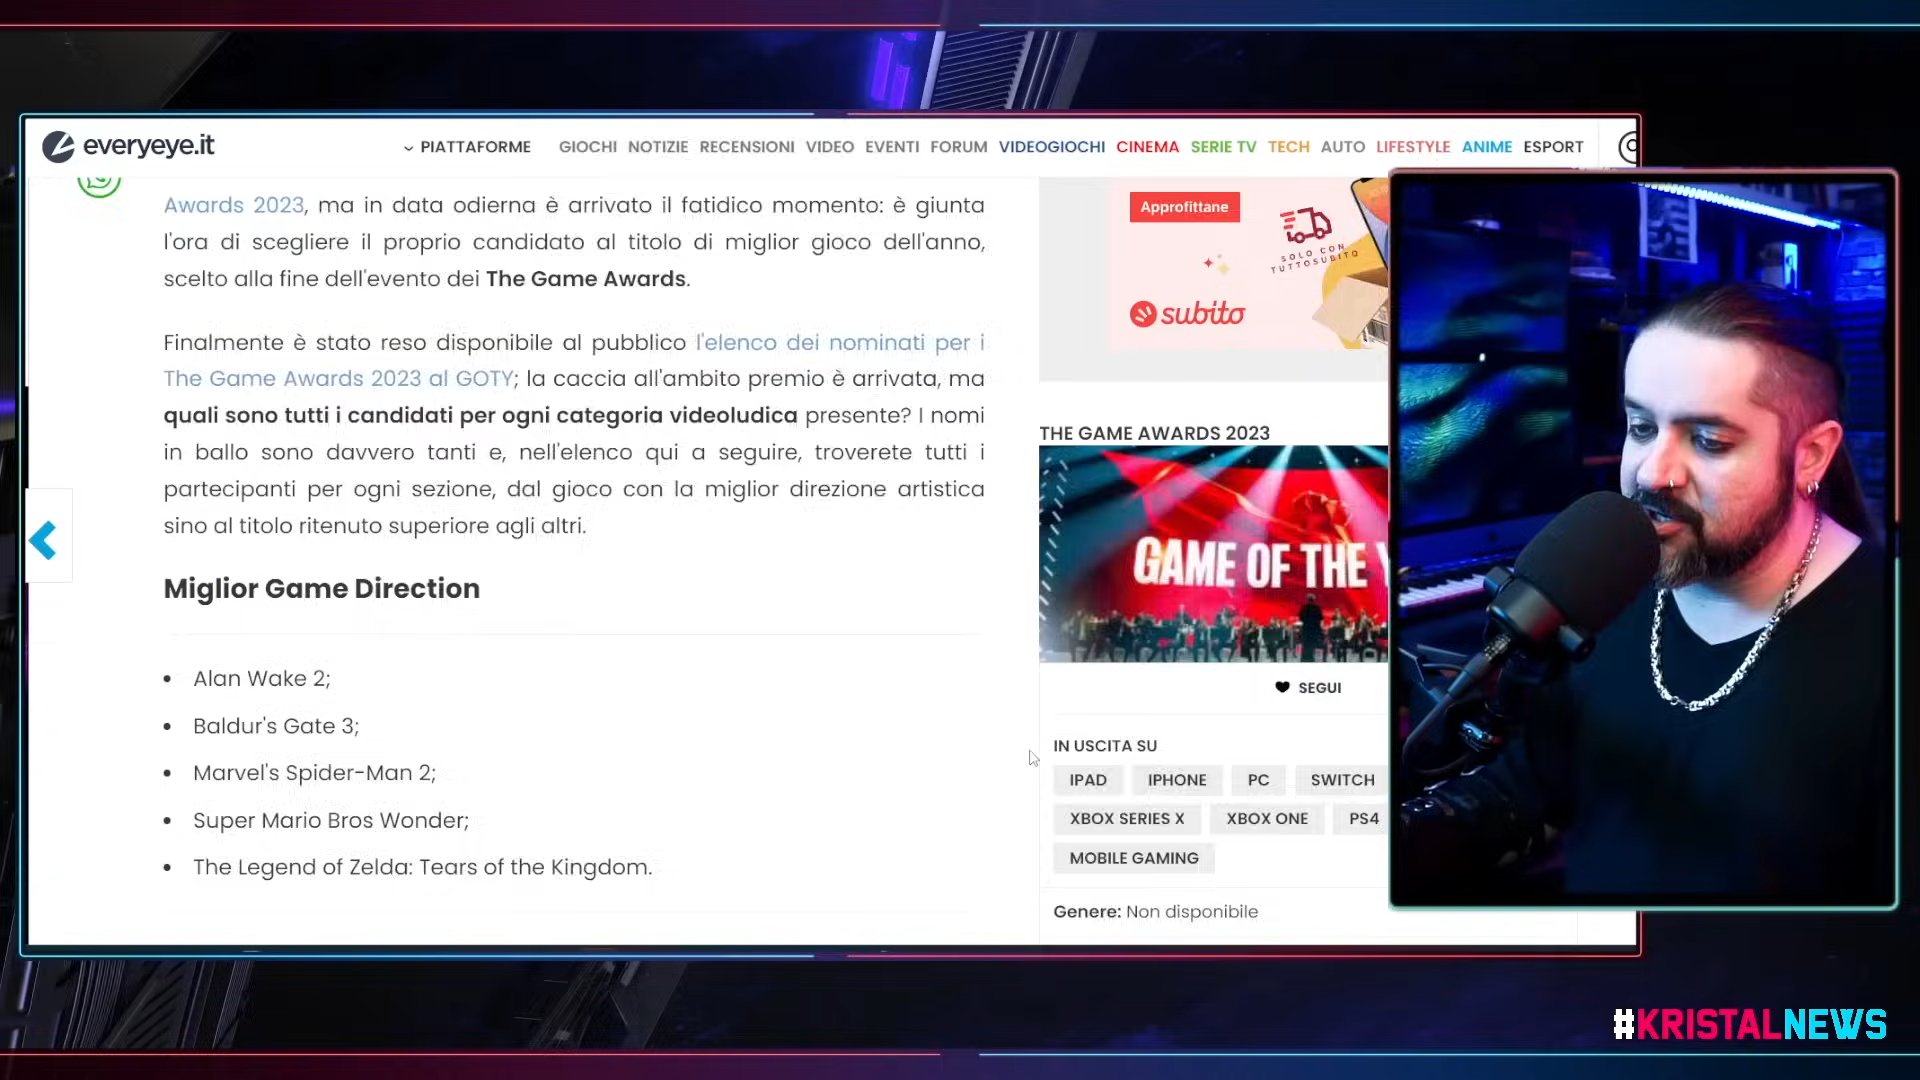 everyeye.it
PIATTAFORME GIOCHI NOTIZIE RECENSIONI VIDEO EVENTI FORUM VIDEOGIOCHI CINEMA SERIE TV TECH AUTO LIFESTYLE ANIME ESPORT
Awards 2023, ma in data odierna è arrivato il fatidico momento: è giunta
l'ora di scegliere il proprio candidato al titolo di miglior gioco dell'anno,
scelto alla fine dell'evento dei The Game Awards.
Finalmente è stato reso disponibile al pubblico l'elenco dei nominati per i
The Game Awards 2023 al GOTY; la caccia all'ambito premio è arrivata, ma
quali sono tutti i candidati per ogni categoria videoludica presente? I nomi
in ballo sono davvero tanti e, nell'elenco qui a seguire, troverete tutti i
partecipanti per ogni sezione, dal gioco con la miglior direzione artistica
sino al titolo ritenuto superiore agli altri.
Miglior Game Direction
• Alan Wake 2;
• Baldur's Gate 3;
• Marvel's Spider-Man 2;
• Super Mario Bros Wonder;
• The Legend of Zelda: Tears of the Kingdom.
Approfittane
SOLO CON
TUTTOSUBITO
subito
THE GAME AWARDS 2023
GAME OF THE Y
SEGUI
IN USCITA SU
IPAD IPHONE PC SWITCH
XBOX SERIES X XBOX ONE PS4
MOBILE GAMING
Genere: Non disponibile
#KRISTALNEWS